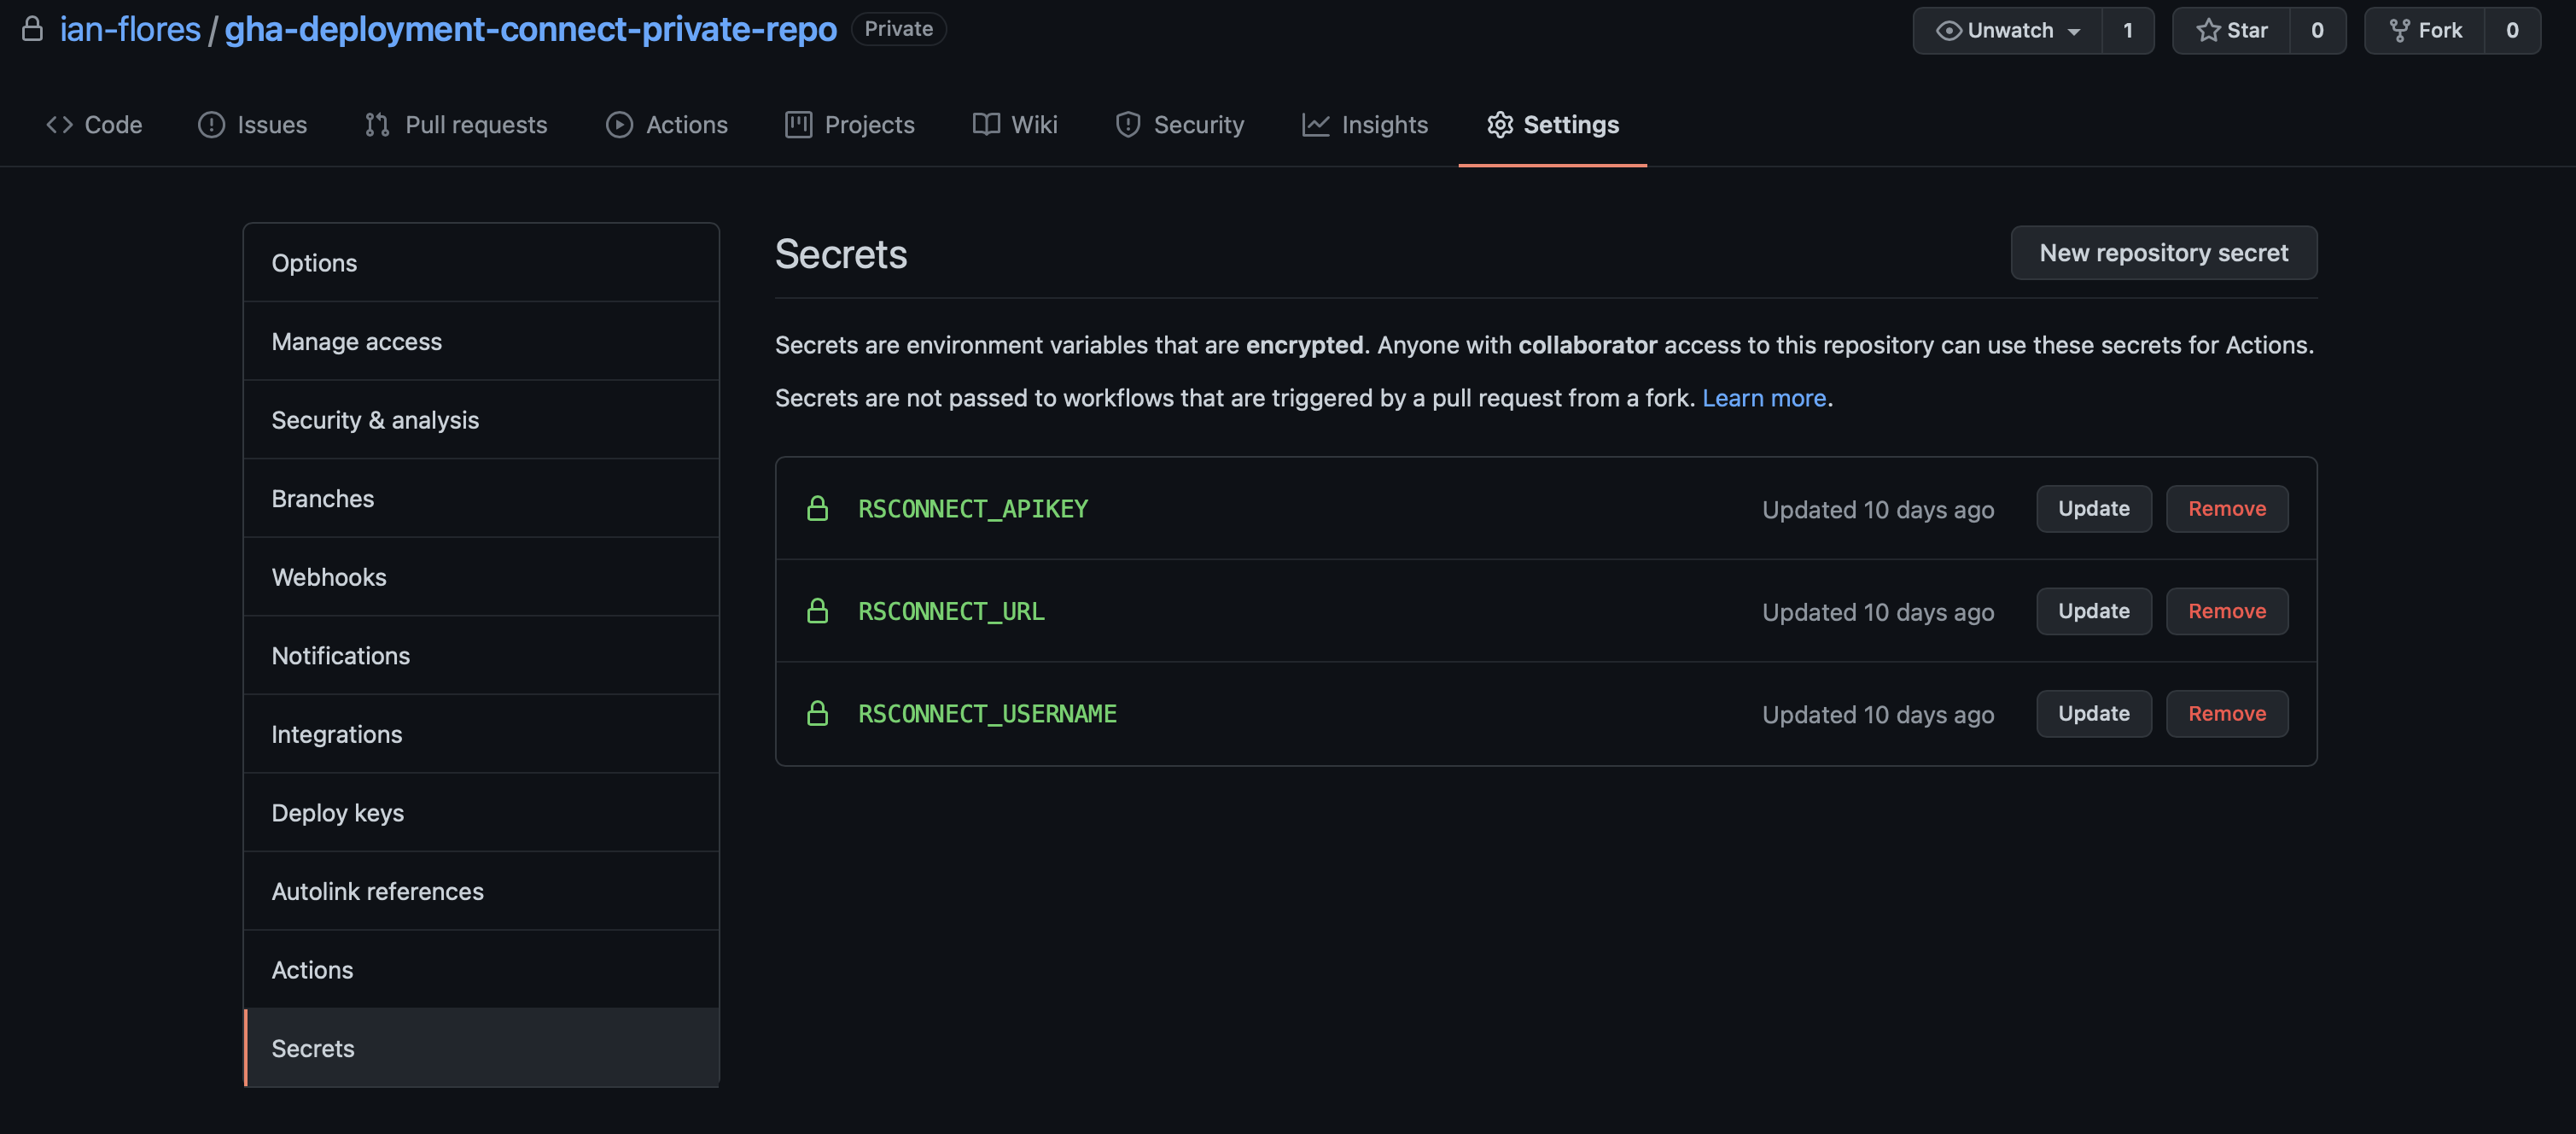 ian-flores / gha-deployment-connect-private-repo Private Unwatch 1 Star 0 Fork 0
Code Issues Pull requests Actions Projects Wiki Security Insights Settings
Options
Manage access
Security & analysis
Branches
Webhooks
Notifications
Integrations
Deploy keys
Autolink references
Actions
Secrets
Secrets New repository secret
Secrets are environment variables that are encrypted. Anyone with collaborator access to this repository can use these secrets for Actions.
Secrets are not passed to workflows that are triggered by a pull request from a fork. Learn more.
RSCONNECT_APIKEY Updated 10 days ago Update Remove
RSCONNECT_URL Updated 10 days ago Update Remove
RSCONNECT_USERNAME Updated 10 days ago Update Remove